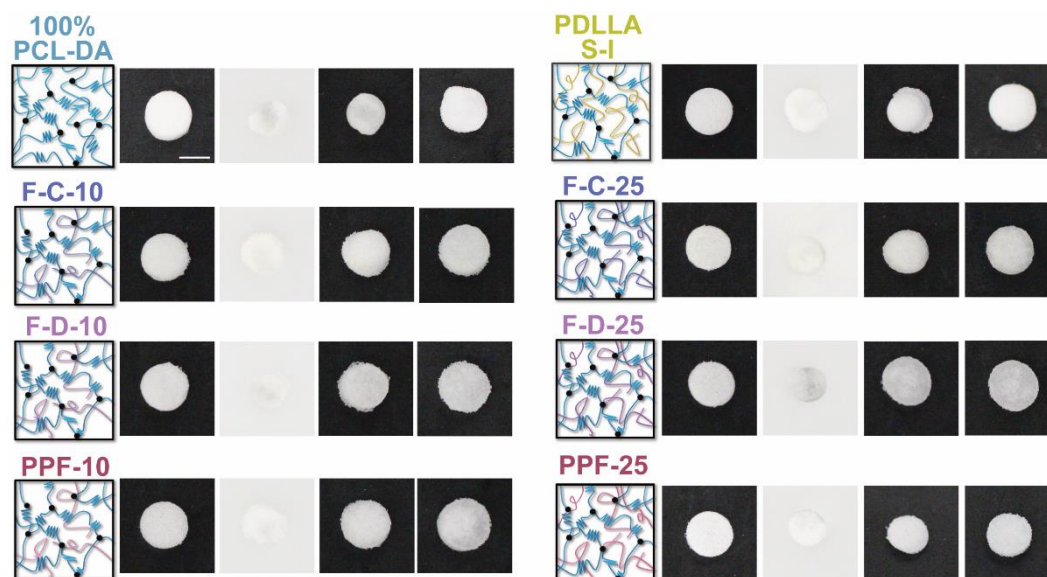 100%
PCL-DA
PDLLA
S-I
F-C-10
F-C-25
F-D-10
F-D-25
PPF-10
PPF-25